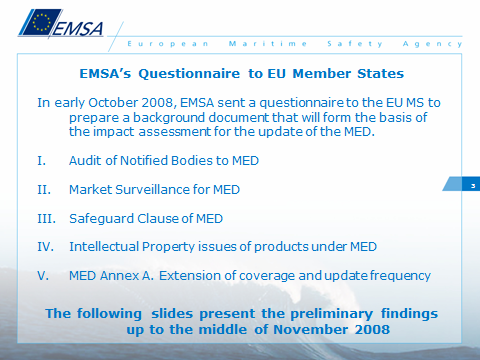 EMSA
European Maritime Safety Agency
EMSA's Questionnaire to EU Member States
In early October 2008, EMSA sent a questionnaire to the EU MS to
prepare a background document that will form the basis of
the impact assessment for the update of the MED.
I. Audit of Notified Bodies to MED
II. Market Surveillance for MED
3
III. Safeguard Clause of MED
IV. Intellectual Property issues of products under MED
V. MED Annex A. Extension of coverage and update frequency
The following slides present the preliminary findings
up to the middle of November 2008